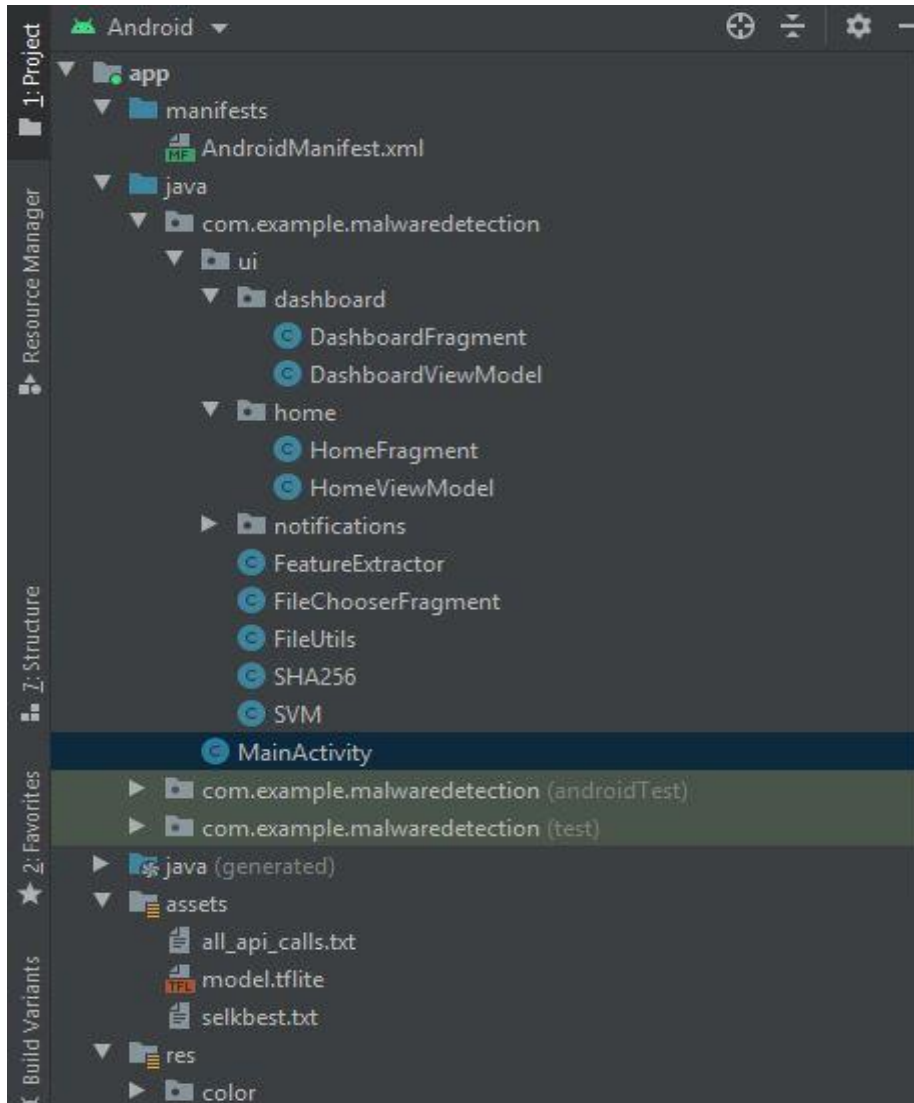 Android
1: Project
app
manifests
MF
AndroidManifest.xml
java
com.example.malwaredetection
ui
dashboard
C DashboardFragment
C DashboardViewModel
home
C HomeFragment
C HomeViewModel
notifications
C FeatureExtractor
C FileChooserFragment
C FileUtils
C SHA256
C SVM
C MainActivity
com.example.malwaredetection (androidTest)
com.example.malwaredetection (test)
java (generated)
assets
all_api_calls.txt
TFL
model.tflite
selkbest.txt
res
color
Resource Manager
7: Structure
2: Favorites
Build Variants